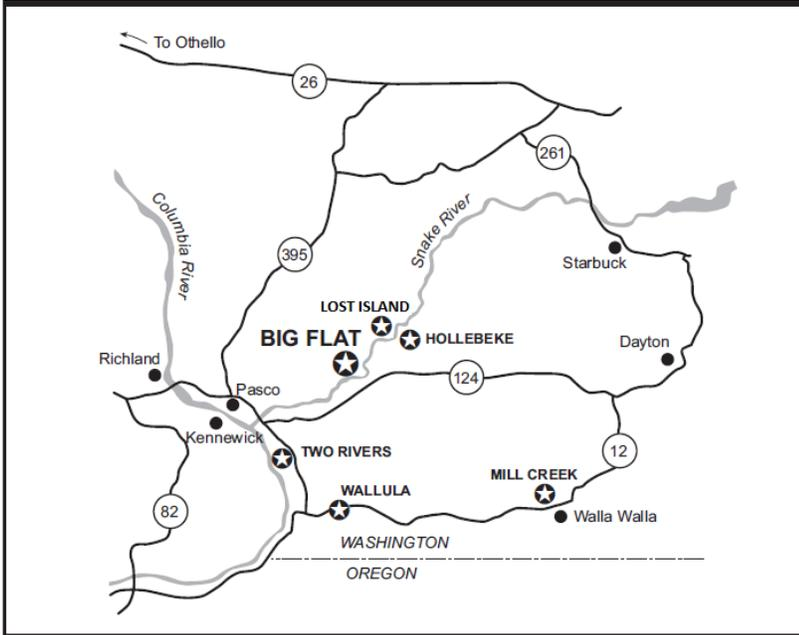 To Othello
26
261
Columbia River
Snake River
395
Starbuck
LOST ISLAND
BIG FLAT
HOLLEBEKE
Richland
Dayton
124
Pasco
Kennewick
12
TWO RIVERS
MILL CREEK
WALLULA
82
Walla Walla
WASHINGTON
OREGON